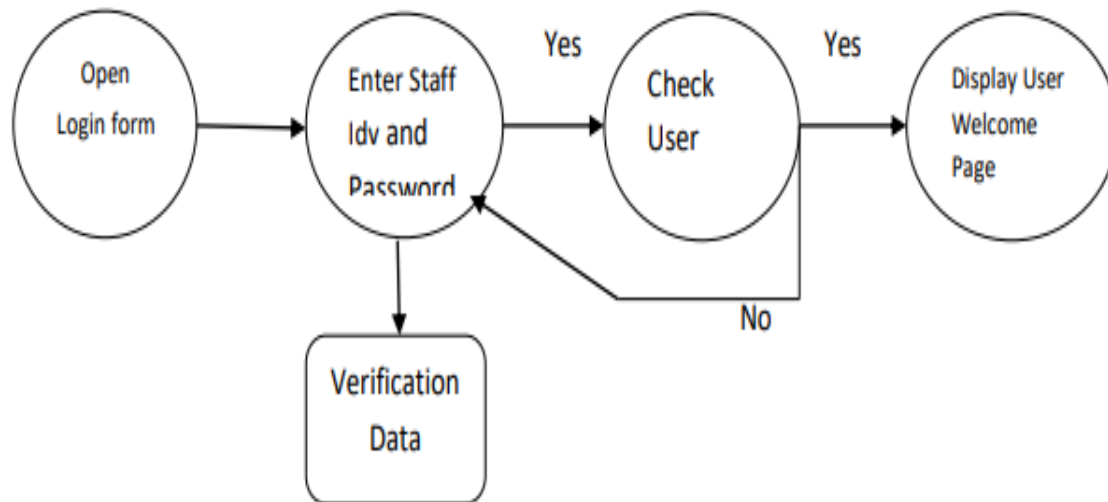 Open
Login form
Enter Staff
Idv and
Password
Yes
Check
User
Yes
Display User
Welcome
Page
No
Verification
Data